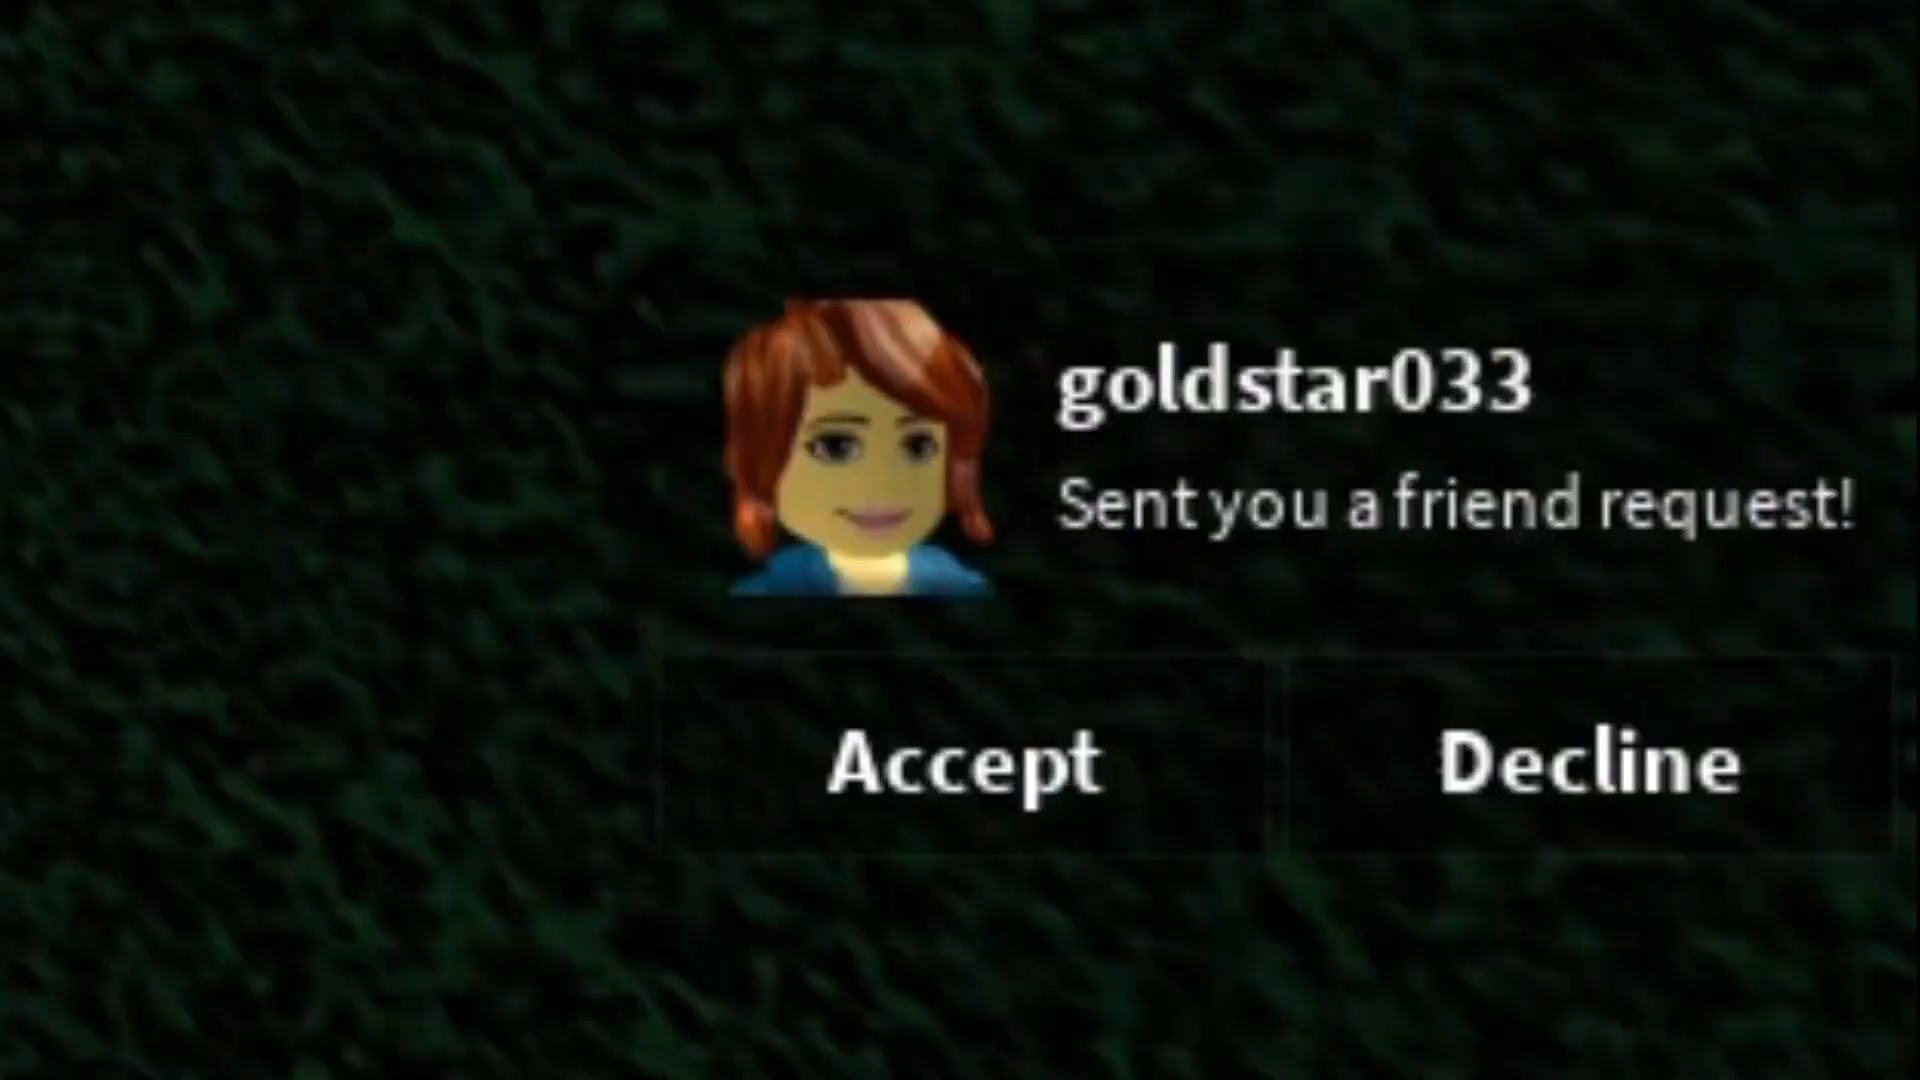 goldstar033
Sent you a friend request!
Accept
Decline